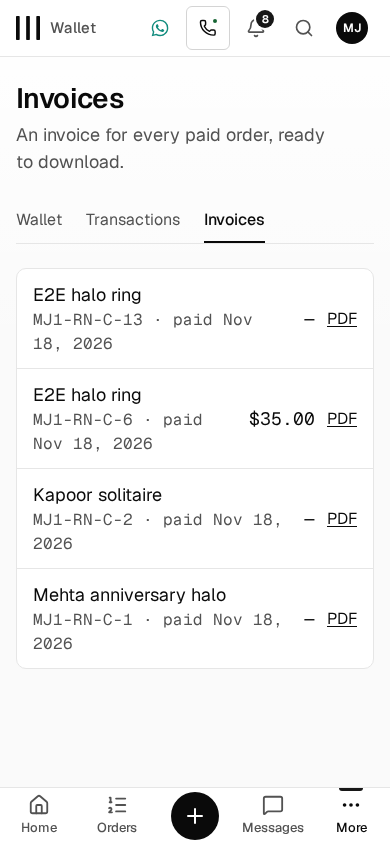 Wallet
8
MJ
Invoices
An invoice for every paid order, ready
to download.
Wallet Transactions Invoices
E2E halo ring
MJ1-RN-C-13 · paid Nov
18, 2026
— PDF
E2E halo ring
MJ1-RN-C-6 · paid
Nov 18, 2026
$35.00 PDF
Kapoor solitaire
MJ1-RN-C-2 · paid Nov 18,
2026
— PDF
Mehta anniversary halo
MJ1-RN-C-1 · paid Nov 18,
2026
— PDF
Home Orders Messages More